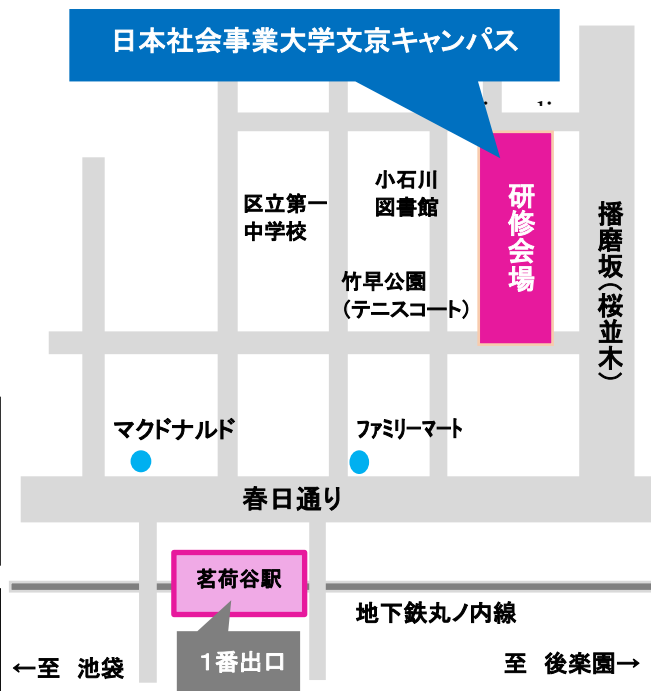 日本社会事業大学文京キャンパス
小石川
図書館
区立第一
中学校
研修会場
播磨坂(桜並木)
竹早公園
(テニスコート)
マクドナルド
ファミリーマート
春日通り
茗荷谷駅
地下鉄丸ノ内線
1番出口
←至 池袋
至 後楽園→